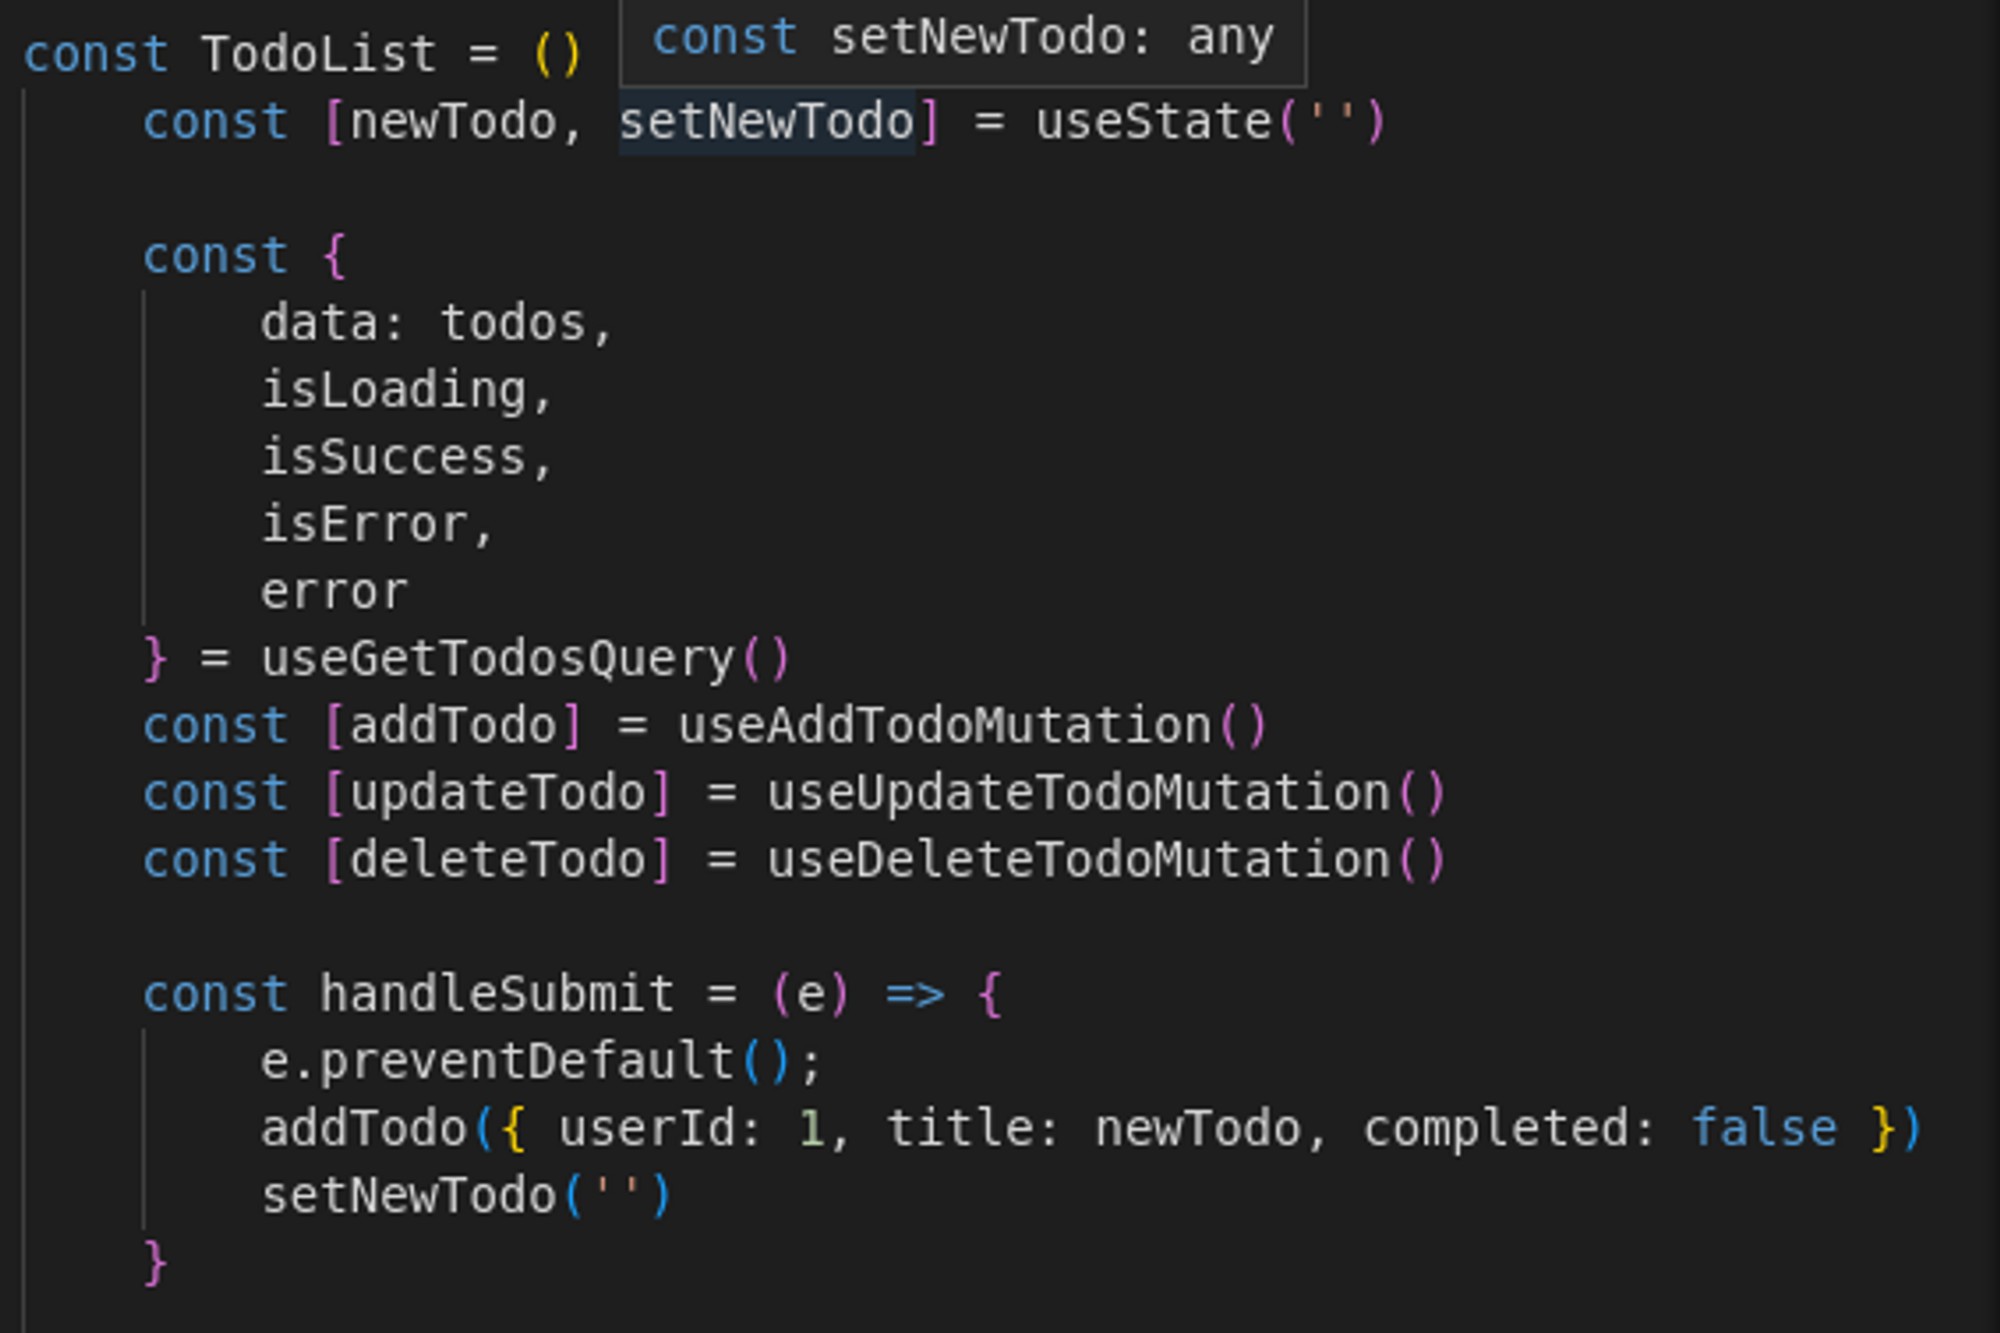 const setNewTodo: any
const TodoList = ()
    const [newTodo, setNewTodo] = useState('')
    const {
        data: todos,
        isLoading,
        isSuccess,
        isError,
        error
    } = useGetTodosQuery()
    const [addTodo] = useAddTodoMutation()
    const [updateTodo] = useUpdateTodoMutation()
    const [deleteTodo] = useDeleteTodoMutation()
    const handleSubmit = (e) => {
        e.preventDefault();
        addTodo({ userId: 1, title: newTodo, completed: false })
        setNewTodo('')
    }